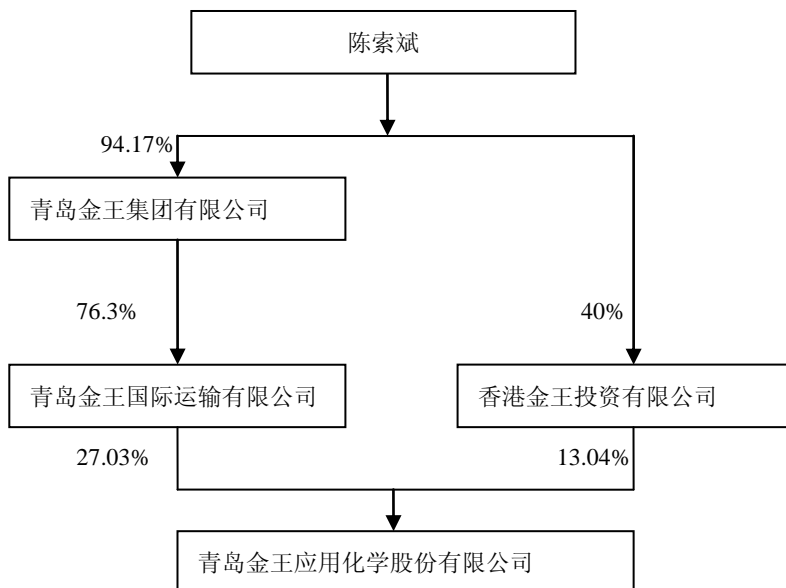 陈索斌
94.17%
青岛金王集团有限公司
76.3%
40%
青岛金王国际运输有限公司
香港金王投资有限公司
27.03%
13.04%
青岛金王应用化学股份有限公司